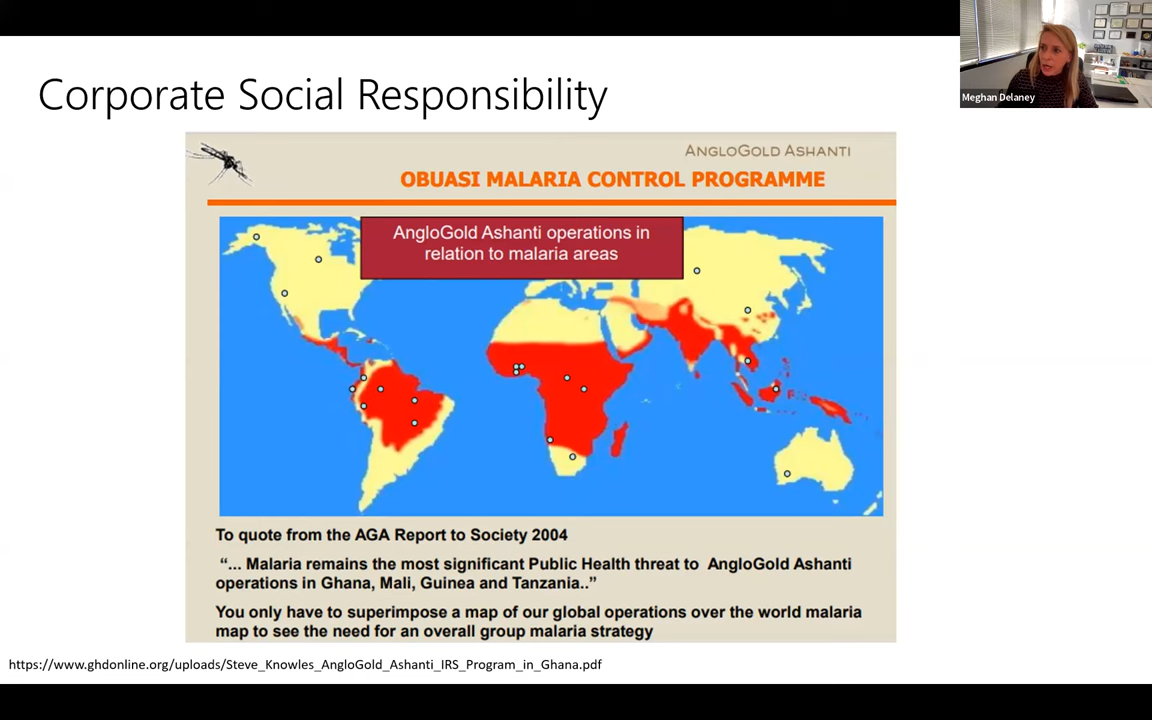 Corporate Social Responsibility
Meghan Delaney
ANGLOGOLD ASHANTI
OBUASI MALARIA CONTROL PROGRAMME
AngloGold Ashanti operations in
relation to malaria areas
To quote from the AGA Report to Society 2004
“... Malaria remains the most significant Public Health threat to AngloGold Ashanti
operations in Ghana, Mali, Guinea and Tanzania..”
You only have to superimpose a map of our global operations over the world malaria
map to see the need for an overall group malaria strategy
https://www.ghdonline.org/uploads/Steve_Knowles_AngloGold_Ashanti_IRS_Program_in_Ghana.pdf